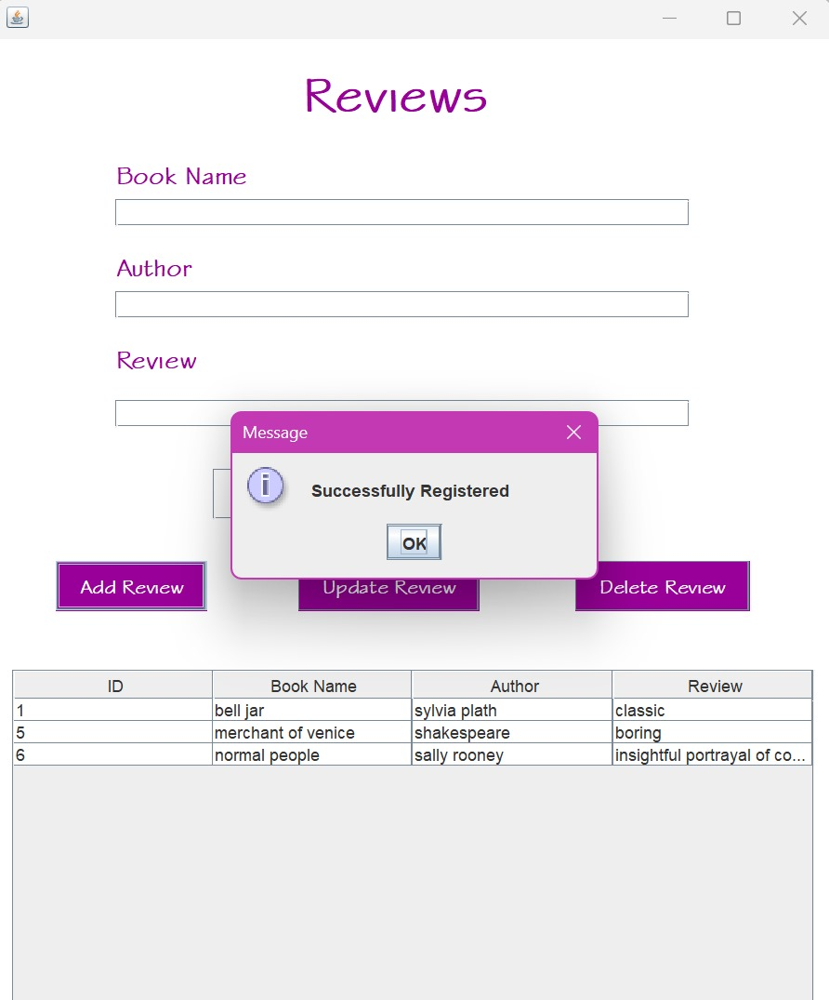 Reviews
Book Name
Author
Review
Message
Successfully Registered
OK
Add Review Update Review Delete Review
ID Book Name Author Review
1 bell jar sylvia plath classic
5 merchant of venice shakespeare boring
6 normal people sally rooney insightful portrayal of co...